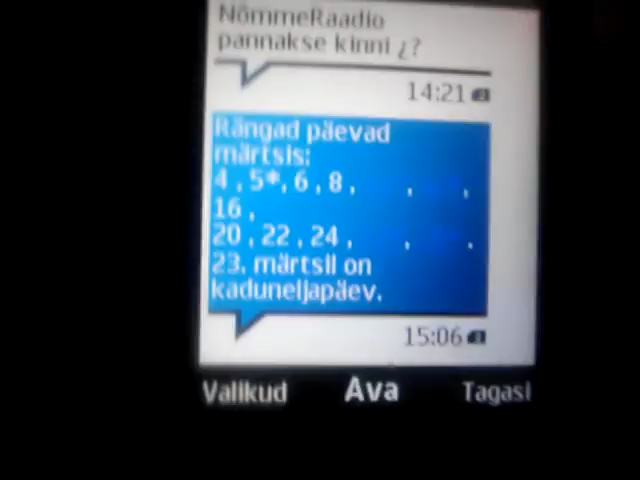 NõmmeRaadio
pannakse kinni ¿?
14:21
Rängad päevad
märtsis:
4 , 5*, 6 , 8 , , ,
16 ,
20 , 22 , 24 , , .
23. märtsil on
kaduneljapäev.
15:06
Valikud Ava Tagasi